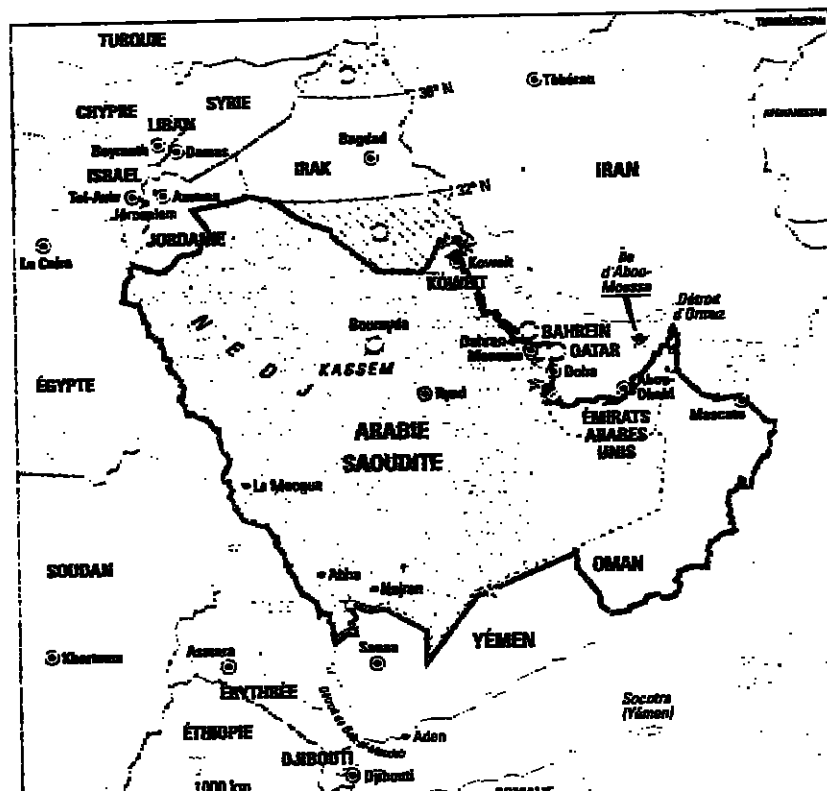 TURQUIE
36° N
Téhéran
CHYPRE
SYRIE
LIBAN
Beyrouth
Damas
Bagdad
ISRAEL
IRAK
IRAN
Tel-Aviv
Amman
Jérusalem
32° N
JORDANIE
Le Caire
Koweït
KOWEÏT
Île
d'Abou-
Moussa
Détroit
d'Ormuz
NEDJ
Bourayda
BAHREIN
Dahran
QATAR
KASSEM
Doha
ÉGYPTE
Ryad
Abou-
Dhabi
Mascate
ARABIE
SAOUDITE
ÉMIRATS
ARABES
UNIS
La Mecque
SOUDAN
Abha
Najran
OMAN
Khartoum
Asmara
Sanaa
YÉMEN
ÉRYTHRÉE
Socotra
(Yémen)
ÉTHIOPIE
Aden
DJIBOUTI
Djibouti
1000 km